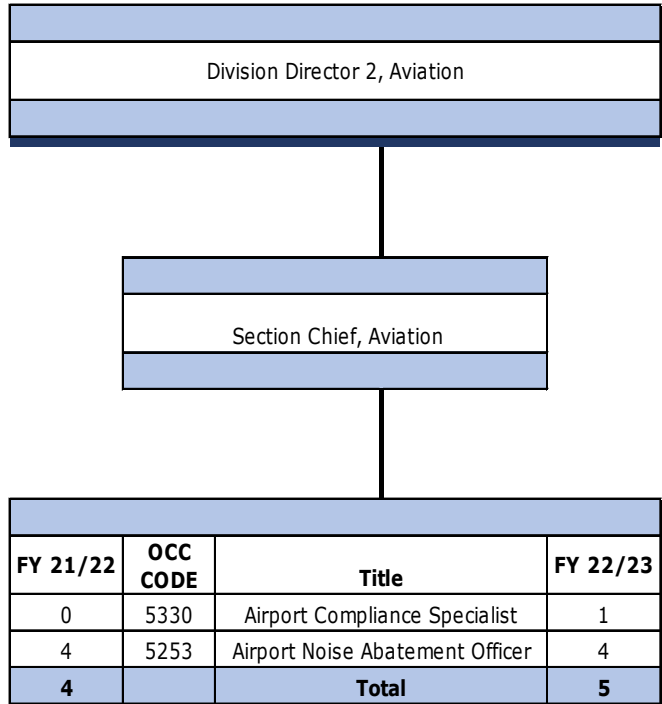 Division Director 2, Aviation
Section Chief, Aviation
FY 21/22 OCC CODE Title FY 22/23
0 5330 Airport Compliance Specialist 1
4 5253 Airport Noise Abatement Officer 4
4 Total 5